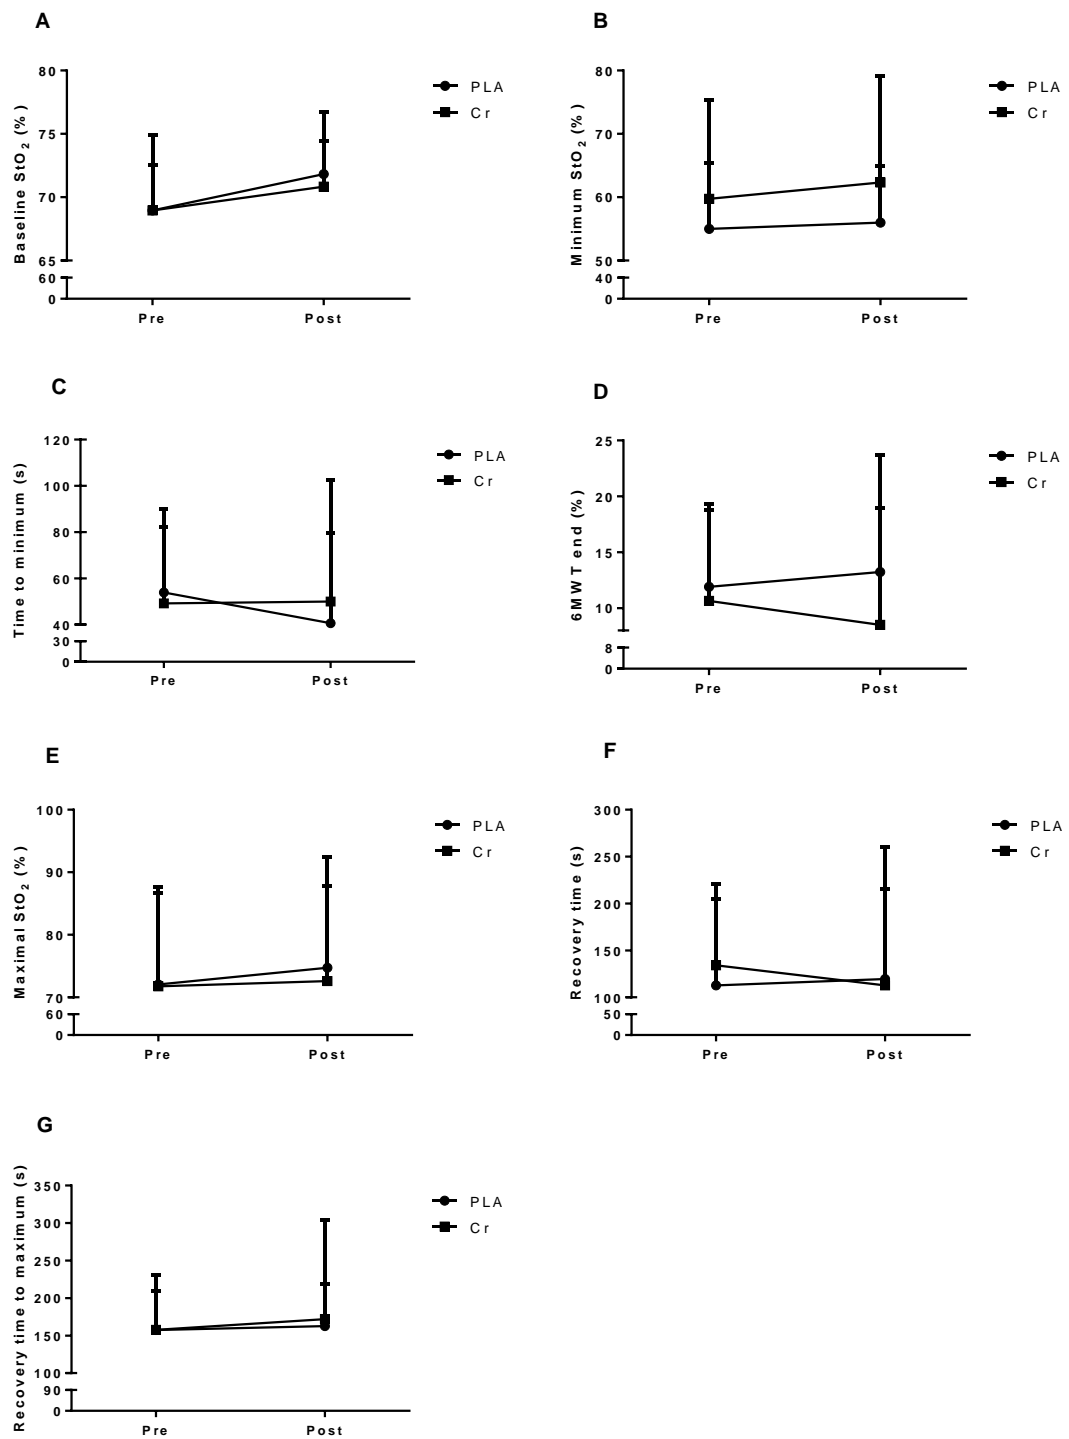 A
Baseline StO2 (%)
80
75
70
65
60
0
Pre Post
PLA
Cr
B
Minimum StO2 (%)
80
70
60
50
40
0
Pre Post
PLA
Cr
C
Time to minimum (s)
120
100
80
60
40
30
0
Pre Post
PLA
Cr
D
6MWT end (%)
25
20
15
10
8
0
Pre Post
PLA
Cr
E
Maximal StO2 (%)
100
90
80
70
60
0
Pre Post
PLA
Cr
F
Recovery time (s)
300
250
200
150
100
50
0
Pre Post
PLA
Cr
G
Recovery time to maximum (s)
350
300
250
200
150
100
90
0
Pre Post
PLA
Cr